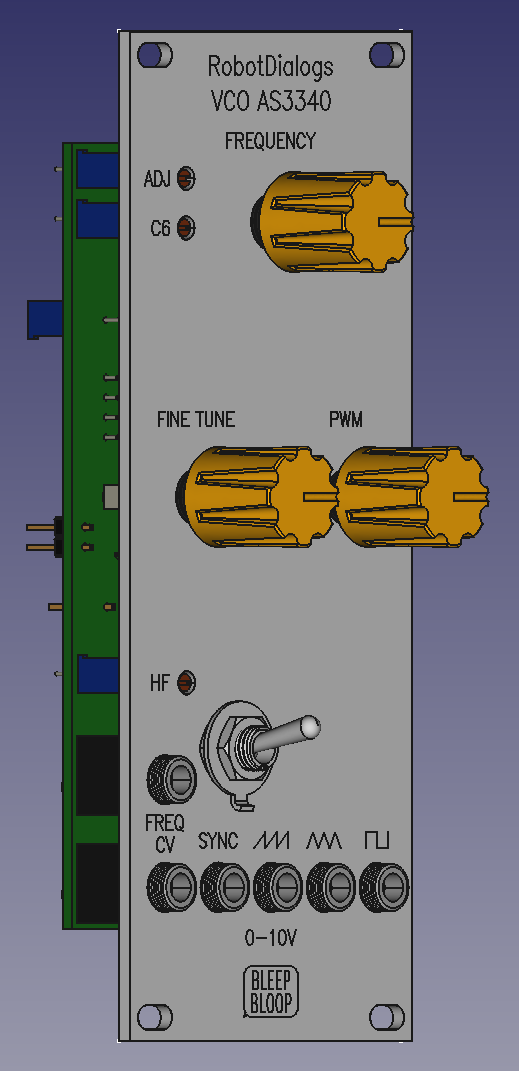 RobotDialogs
VCO AS3340
FREQUENCY
ADJ
C6
FINE TUNE
PWM
HF
FREQ
CV
SYNC
0-10V
BLEEP
BLOOP